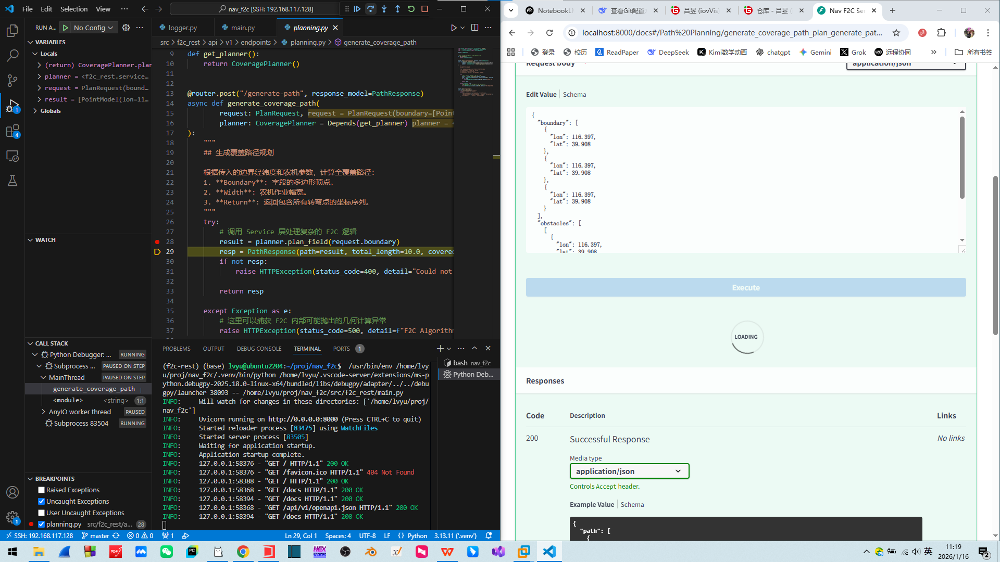 File Edit Selection View ··· nav_f2c [SSH: 192.168.117.128]
RUN A... No Config ···
VARIABLES
Locals
(return) CoveragePlanner.plan
planner = <f2c_rest.service...
request = PlanRequest(bound...
result = [PointModel(lon=11...
Globals
WATCH
CALL STACK
Python Debugger: ... RUNNING
Subprocess ... PAUSED ON STEP
MainThread PAUSED ON STEP
generate_coverage_path
<module> <string> 1:1
AnyIO worker thread PAUSED
Subprocess 83504 RUNNING
BREAKPOINTS
Raised Exceptions
Uncaught Exceptions
User Uncaught Exceptions
planning.py src/f2c_rest/a... 28
1
4
1
logger.py main.py planning.py
src > f2c_rest > api > v1 > endpoints > planning.py > generate_coverage_path
9 def get_planner():
10 return CoveragePlanner()
11
12
13 @router.post("/generate-path", response_model=PathResponse)
14 async def generate_coverage_path(
15 request: PlanRequest, request = PlanRequest(boundary=[Point
16 planner: CoveragePlanner = Depends(get_planner) planner =
17 ):
18 """
19 ## 生成覆盖路径规划
20
21 根据传入的边界经纬度和农机参数，计算全覆盖路径：
22 1. **Boundary**: 字段的多边形顶点。
23 2. **Width**: 农机作业幅宽。
24 3. **Return**: 返回包含所有转弯点的坐标序列。
25 """
26 try:
27 # 调用 Service 层处理复杂的 F2C 逻辑
28 result = planner.plan_field(request.boundary)
29 resp = PathResponse(path=result, total_length=10.0, covered
30 if not resp:
31 raise HTTPException(status_code=400, detail="Could not
32
33 return resp
34
35 except Exception as e:
36 # 这里可以捕获 F2C 内部可能抛出的几何计算异常
37 raise HTTPException(status_code=500, detail=f"F2C Algorithm
PROBLEMS OUTPUT DEBUG CONSOLE TERMINAL PORTS 1
bash nav_f2c
Python Deb...
(f2c-rest) (base) lvyu@ubuntu2204:~/proj/nav_f2c$ /usr/bin/env /home/lvy
u/proj/nav_f2c/.venv/bin/python /home/lvyu/.vscode-server/extensions/ms-p
ython.debugpy-2025.18.0-linux-x64/bundled/libs/debugpy/adapter/../../debu
gpy/launcher 38093 -- /home/lvyu/proj/nav_f2c/src/f2c_rest/main.py
INFO: Will watch for changes in these directories: ['/home/lvyu/proj/
nav_f2c']
INFO: Uvicorn running on http://0.0.0.0:8000 (Press CTRL+C to quit)
INFO: Started reloader process [83475] using WatchFiles
INFO: Started server process [83505]
INFO: Waiting for application startup.
INFO: Application startup complete.
INFO: 127.0.0.1:58376 - "GET / HTTP/1.1" 200 OK
INFO: 127.0.0.1:58376 - "GET /favicon.ico HTTP/1.1" 404 Not Found
INFO: 127.0.0.1:58388 - "GET / HTTP/1.1" 200 OK
INFO: 127.0.0.1:58368 - "GET /docs HTTP/1.1" 200 OK
INFO: 127.0.0.1:58394 - "GET /docs HTTP/1.1" 200 OK
INFO: 127.0.0.1:58368 - "GET /api/v1/openapi.json HTTP/1.1" 200 OK
INFO: 127.0.0.1:58394 - "GET /docs HTTP/1.1" 200 OK
SSH: 192.168.117.128 master 0 0 1 Ln 29, Col 1 Spaces: 4 UTF-8 LF Python 3.13.11 ('.venv')
NotebookLM 查看Git配置 吕昱 (iovVis) 仓库 - 吕昱 ( Nav F2C Ser
localhost:8000/docs#/Path%20Planning/generate_coverage_path_plan_generate_pat...
登录 校历 ReadPaper DeepSeek Kimi数学动画 chatgpt Gemini Grok 远程协同 » 所有书签
Request body application/json
Edit Value Schema
{
"boundary": [
{
"lon": 116.397,
"lat": 39.908
},
{
"lon": 116.397,
"lat": 39.908
},
{
"lon": 116.397,
"lat": 39.908
}
],
"obstacles": [
[
{
"lon": 116.397,
"lat": 39.908
Execute
LOADING
Responses
Code Description Links
200 Successful Response No links
Media type
application/json
Controls Accept header.
Example Value Schema
{
"path": [
{
英 11:19
2026/1/16
2